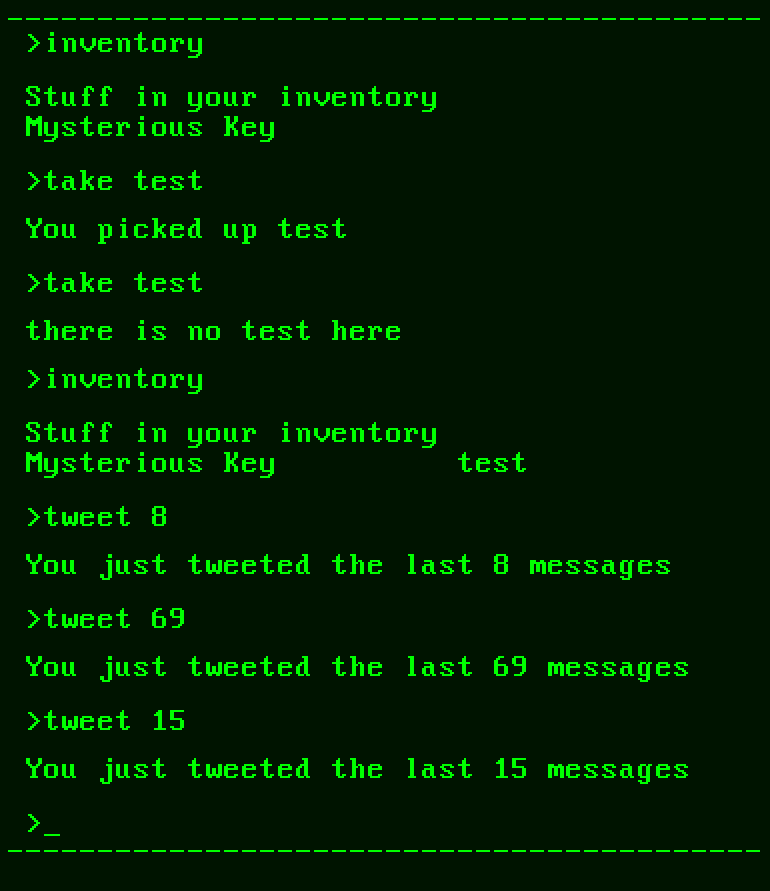 >inventory
Stuff in your inventory
Mysterious Key
>take test
You picked up test
>take test
there is no test here
>inventory
Stuff in your inventory
Mysterious Key          test
>tweet 8
You just tweeted the last 8 messages
>tweet 69
You just tweeted the last 69 messages
>tweet 15
You just tweeted the last 15 messages
>_